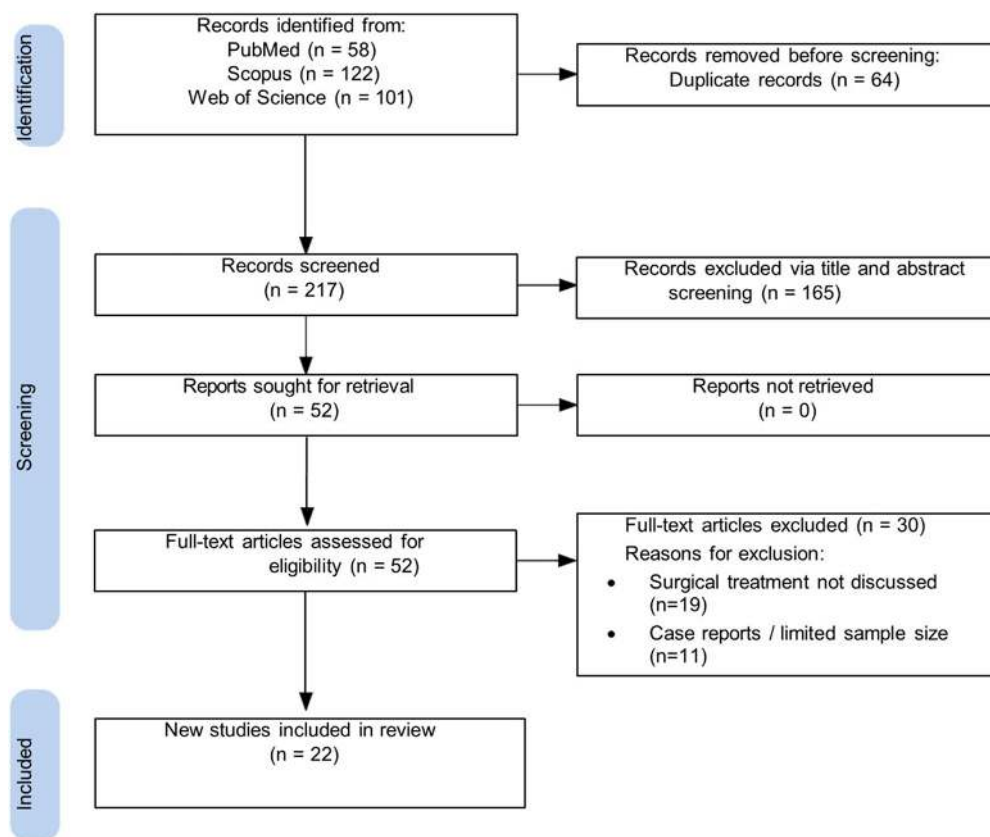 Identification
Records identified from:
PubMed (n = 58)
Scopus (n = 122)
Web of Science (n = 101)
Records removed before screening:
Duplicate records (n = 64)
Screening
Records screened
(n = 217)
Records excluded via title and abstract
screening (n = 165)
Reports sought for retrieval
(n = 52)
Reports not retrieved
(n = 0)
Full-text articles assessed for
eligibility (n = 52)
Full-text articles excluded (n = 30)
Reasons for exclusion:
• Surgical treatment not discussed
(n=19)
• Case reports / limited sample size
(n=11)
Included
New studies included in review
(n = 22)